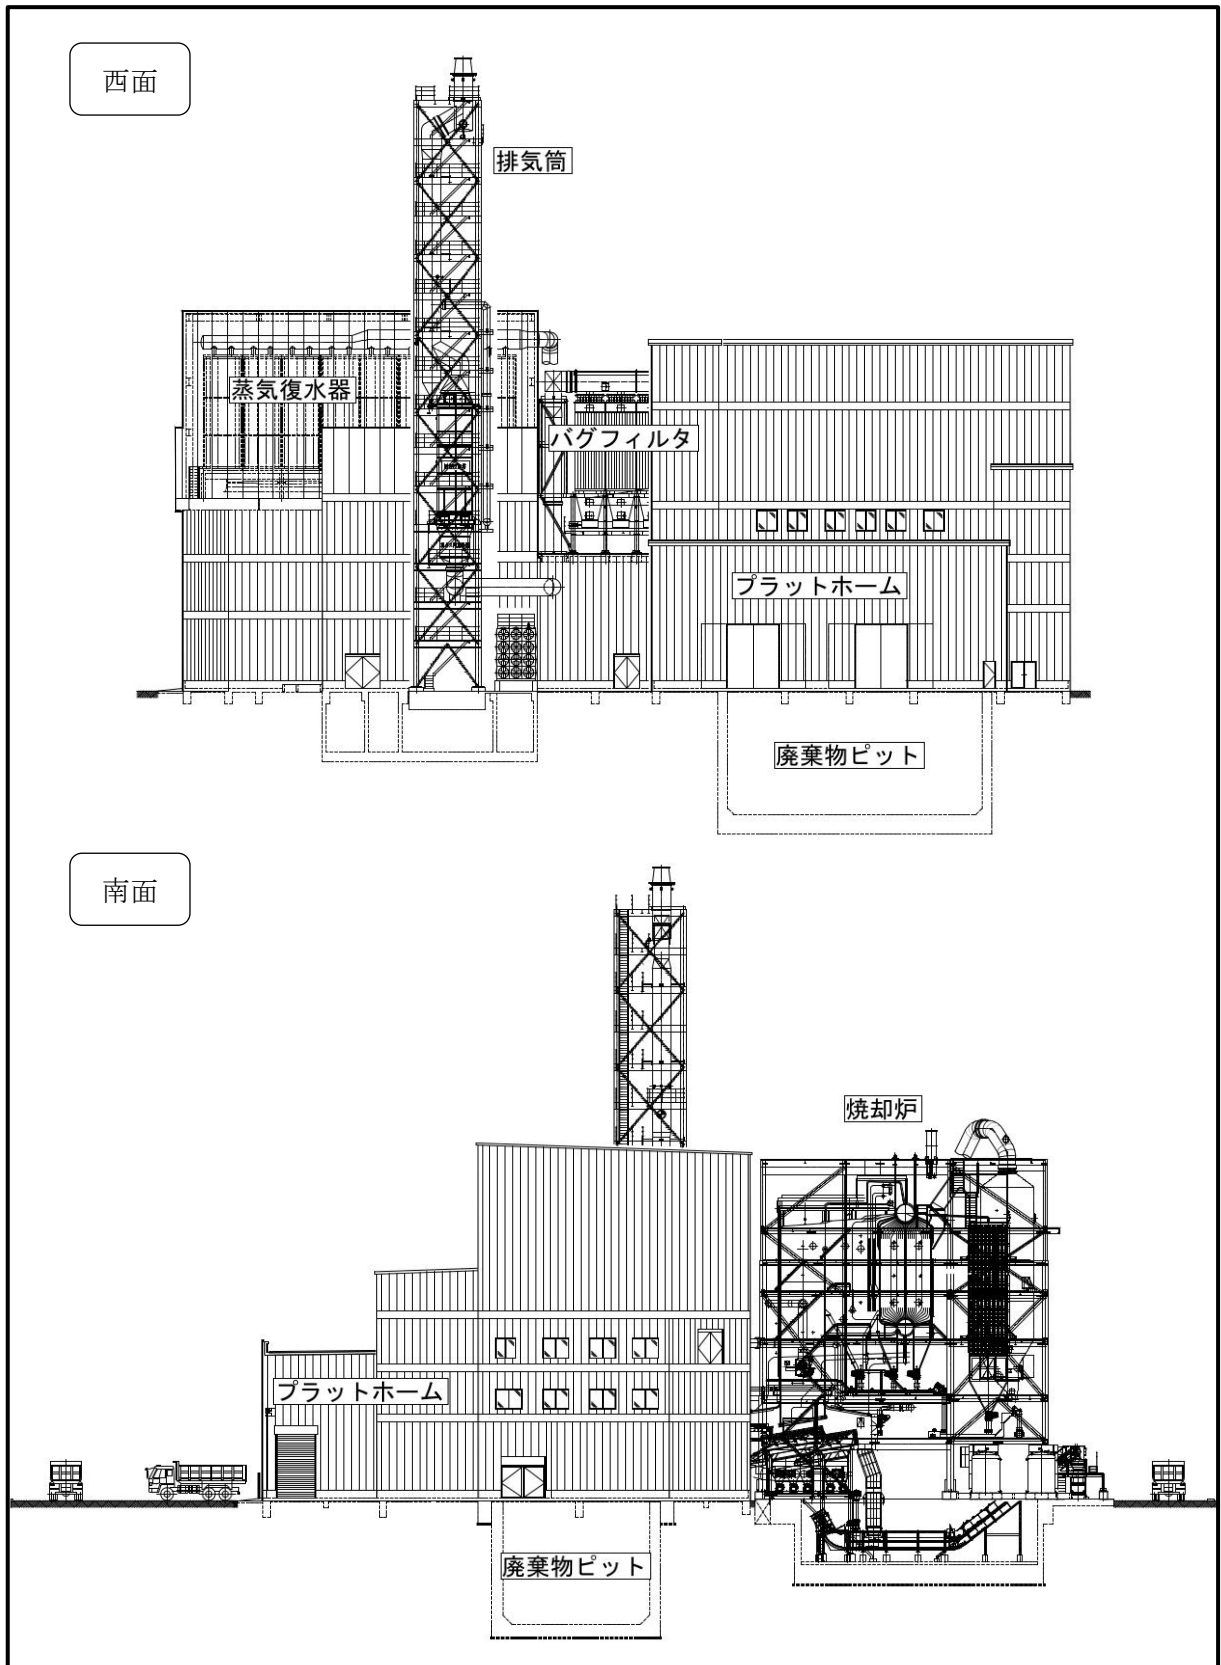 西面
排気筒
蒸気復水器
バグフィルタ
プラットホーム
廃棄物ピット
南面
焼却炉
プラットホーム
廃棄物ピット